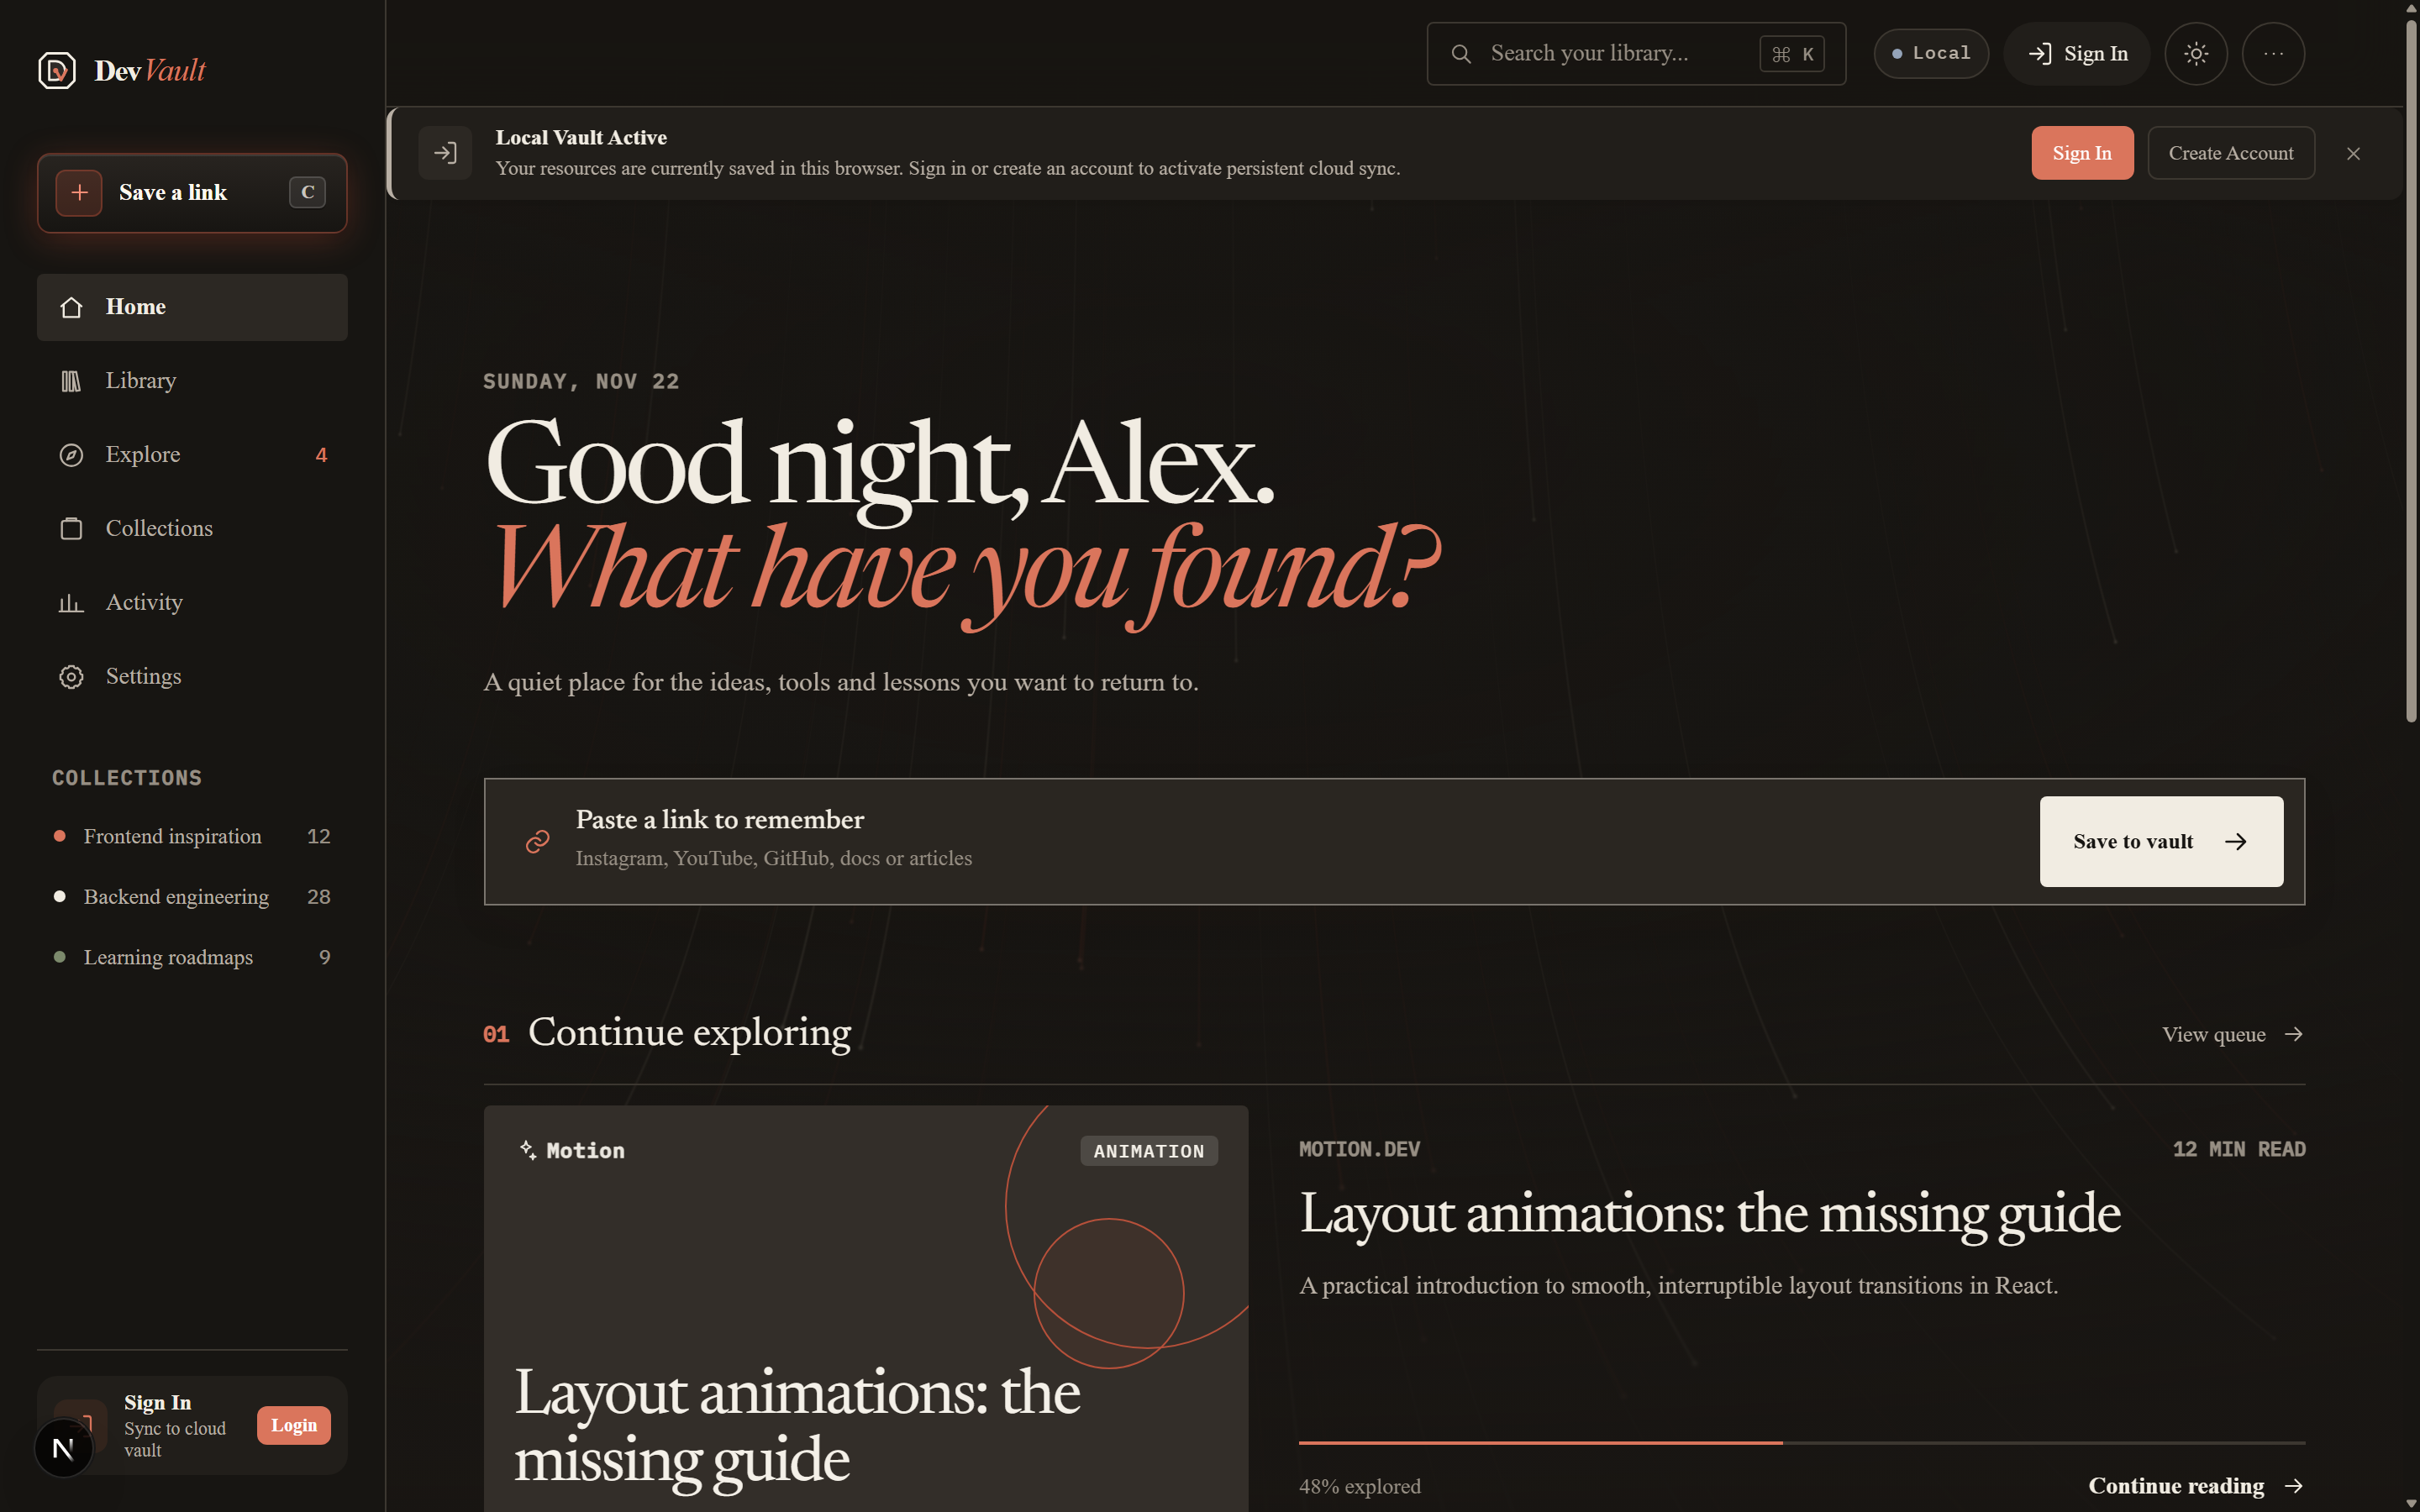 DevVault
Save a link
C
Home
Library
Explore
4
Collections
Activity
Settings
COLLECTIONS
Frontend inspiration 12
Backend engineering 28
Learning roadmaps 9
Sign In
Sync to cloud
vault
Login
N
Search your library...
⌘ K
Local
Sign In
Local Vault Active
Your resources are currently saved in this browser. Sign in or create an account to activate persistent cloud sync.
Sign In
Create Account
SUNDAY, NOV 22
Good night, Alex.
What have you found?
A quiet place for the ideas, tools and lessons you want to return to.
Paste a link to remember
Instagram, YouTube, GitHub, docs or articles
Save to vault
01 Continue exploring
View queue
Motion
ANIMATION
Layout animations: the
missing guide
MOTION.DEV
12 MIN READ
Layout animations: the missing guide
A practical introduction to smooth, interruptible layout transitions in React.
48% explored
Continue reading